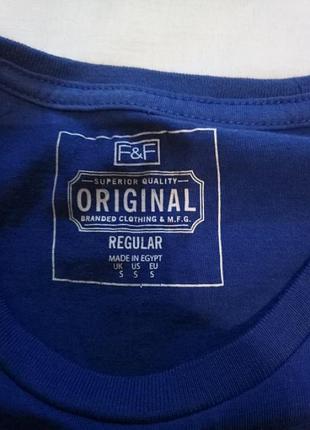 F&F
SUPERIOR QUALITY
ORIGINAL
BRANDED CLOTHING & M.F.G.
REGULAR
MADE IN EGYPT
UK US EU
S S S